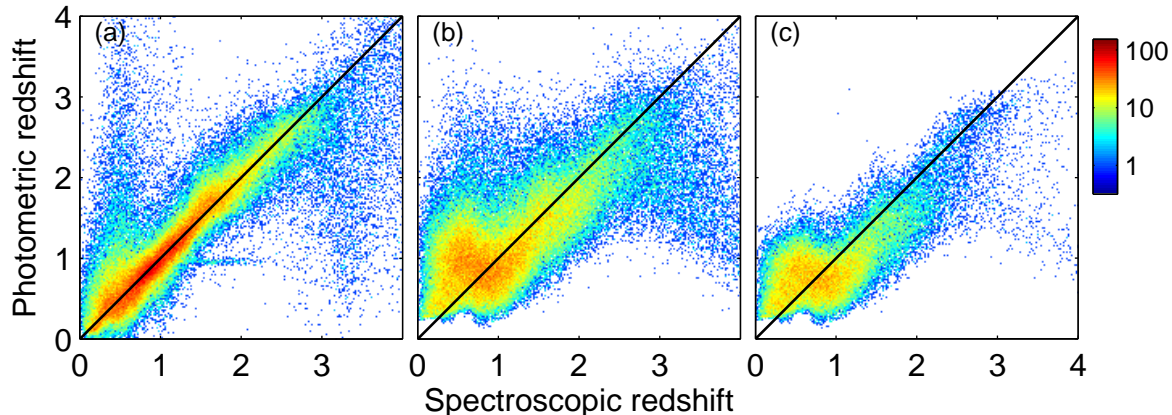 Photometric redshift
4
3
2
1
0
(a)
(b)
(c)
0 1 2 3
0 1 2 3
0 1 2 3 4
Spectroscopic redshift
100
10
1